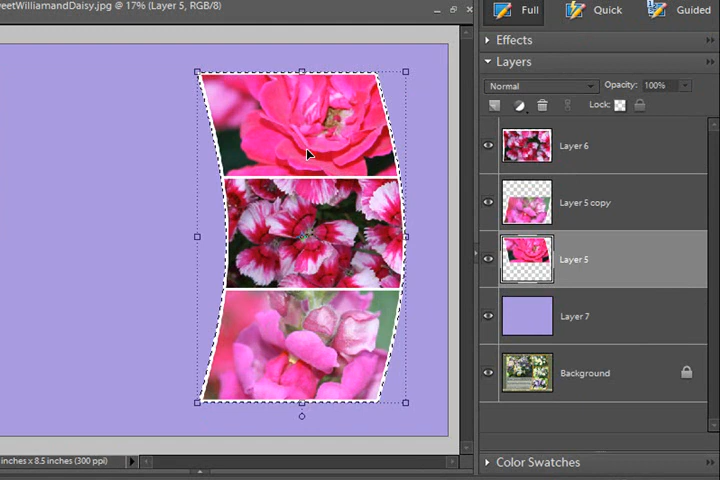 eetWilliamandDaisy.jpg @ 17% (Layer 5, RGB/8)
Full
Quick
Guided
Effects
Layers
Normal
Opacity: 100%
Lock:
Layer 6
Layer 5 copy
Layer 5
Layer 7
Background
inches x 8.5 inches (300 ppi)
Color Swatches